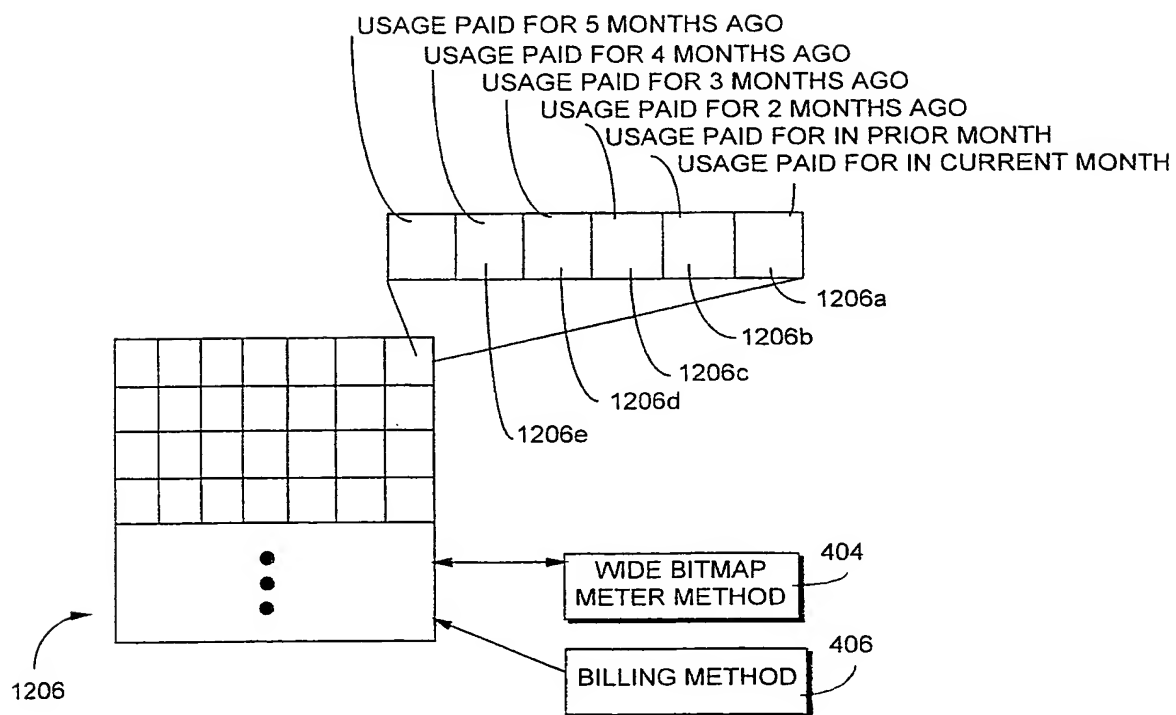 USAGE PAID FOR 5 MONTHS AGO
USAGE PAID FOR 4 MONTHS AGO
USAGE PAID FOR 3 MONTHS AGO
USAGE PAID FOR 2 MONTHS AGO
USAGE PAID FOR IN PRIOR MONTH
USAGE PAID FOR IN CURRENT MONTH
1206a
1206b
1206c
1206d
1206e
404
WIDE BITMAP
METER METHOD
406
BILLING METHOD
1206